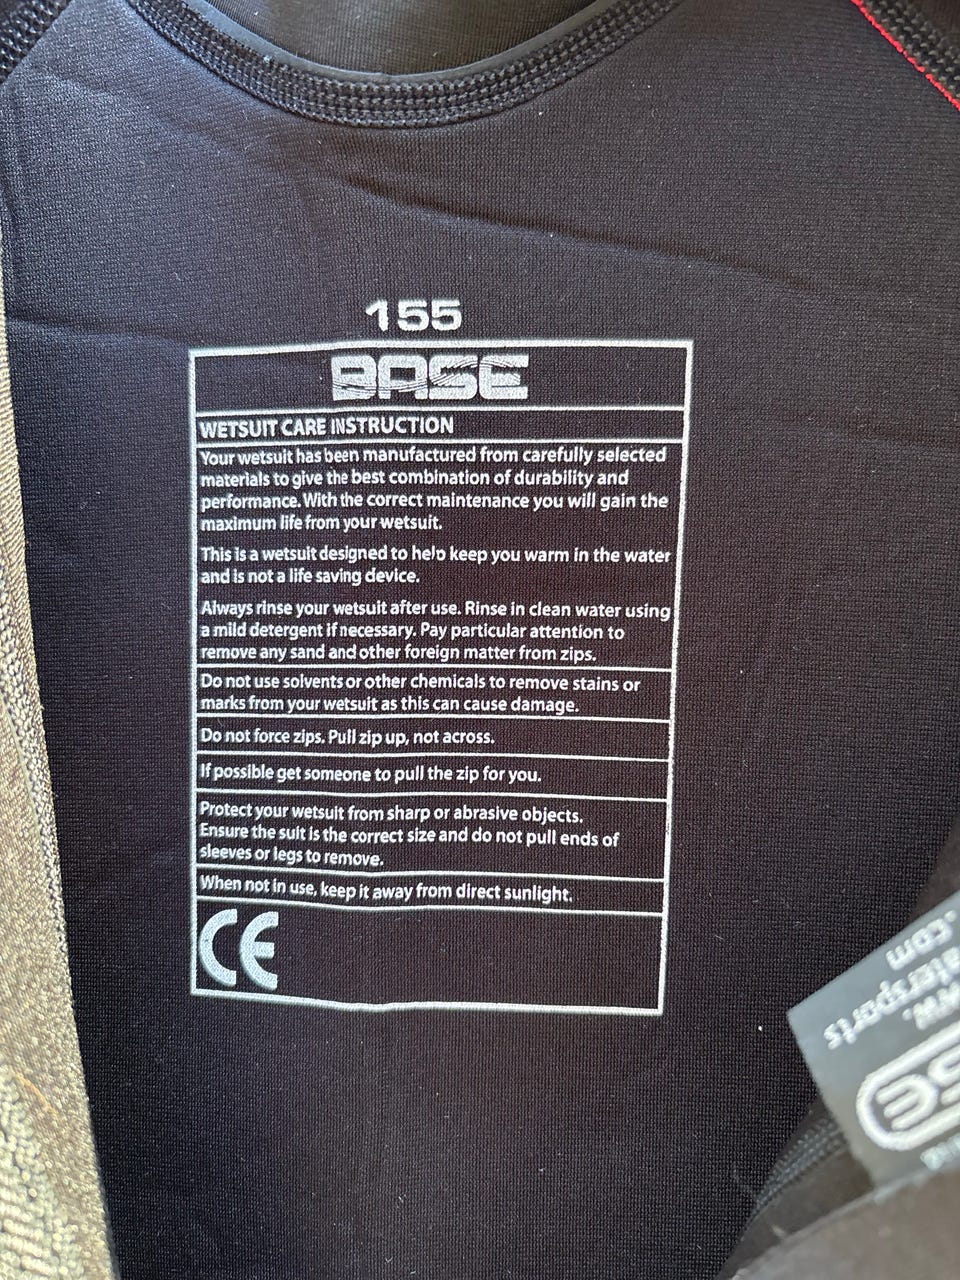 155
BASE
WETSUIT CARE INSTRUCTION
Your wetsuit has been manufactured from carefully selected
materials to give the best combination of durability and
performance. With the correct maintenance you will gain the
maximum life from your wetsuit.
This is a wetsuit designed to help keep you warm in the water
and is not a life saving device.
Always rinse your wetsuit after use. Rinse in clean water using
a mild detergent if necessary. Pay particular attention to
remove any sand and other foreign matter from zips.
Do not use solvents or other chemicals to remove stains or
marks from your wetsuit as this can cause damage.
Do not force zips. Pull zip up, not across.
If possible get someone to pull the zip for you.
Protect your wetsuit from sharp or abrasive objects.
Ensure the suit is the correct size and do not pull ends of
sleeves or legs to remove.
When not in use, keep it away from direct sunlight.
CE
.com